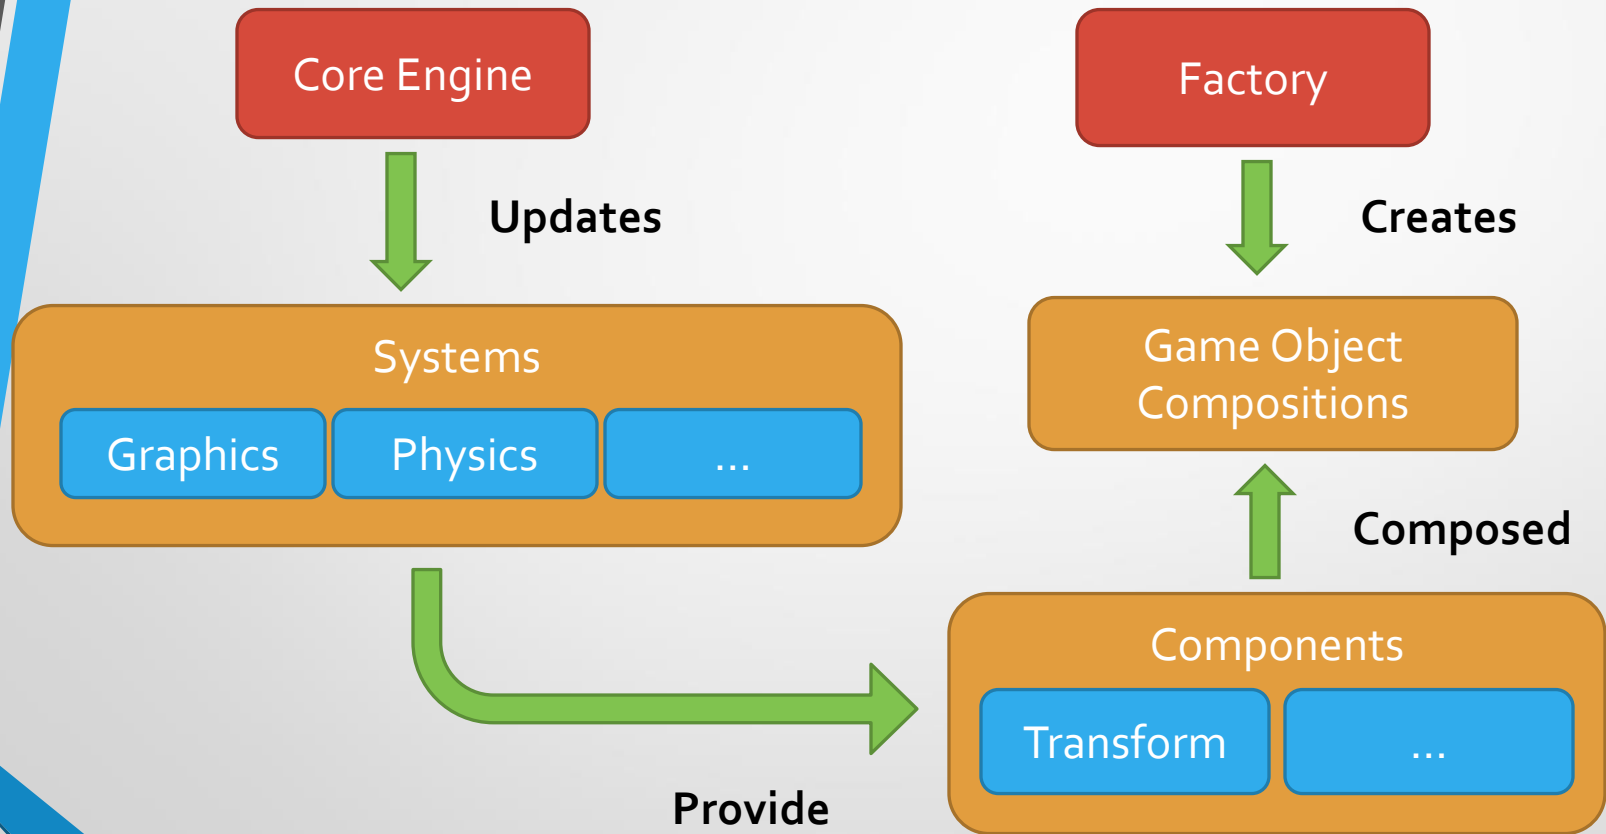 Core Engine
Factory
Updates
Creates
Systems
Graphics
Physics
...
Game Object
Compositions
Composed
Components
Transform
...
Provide